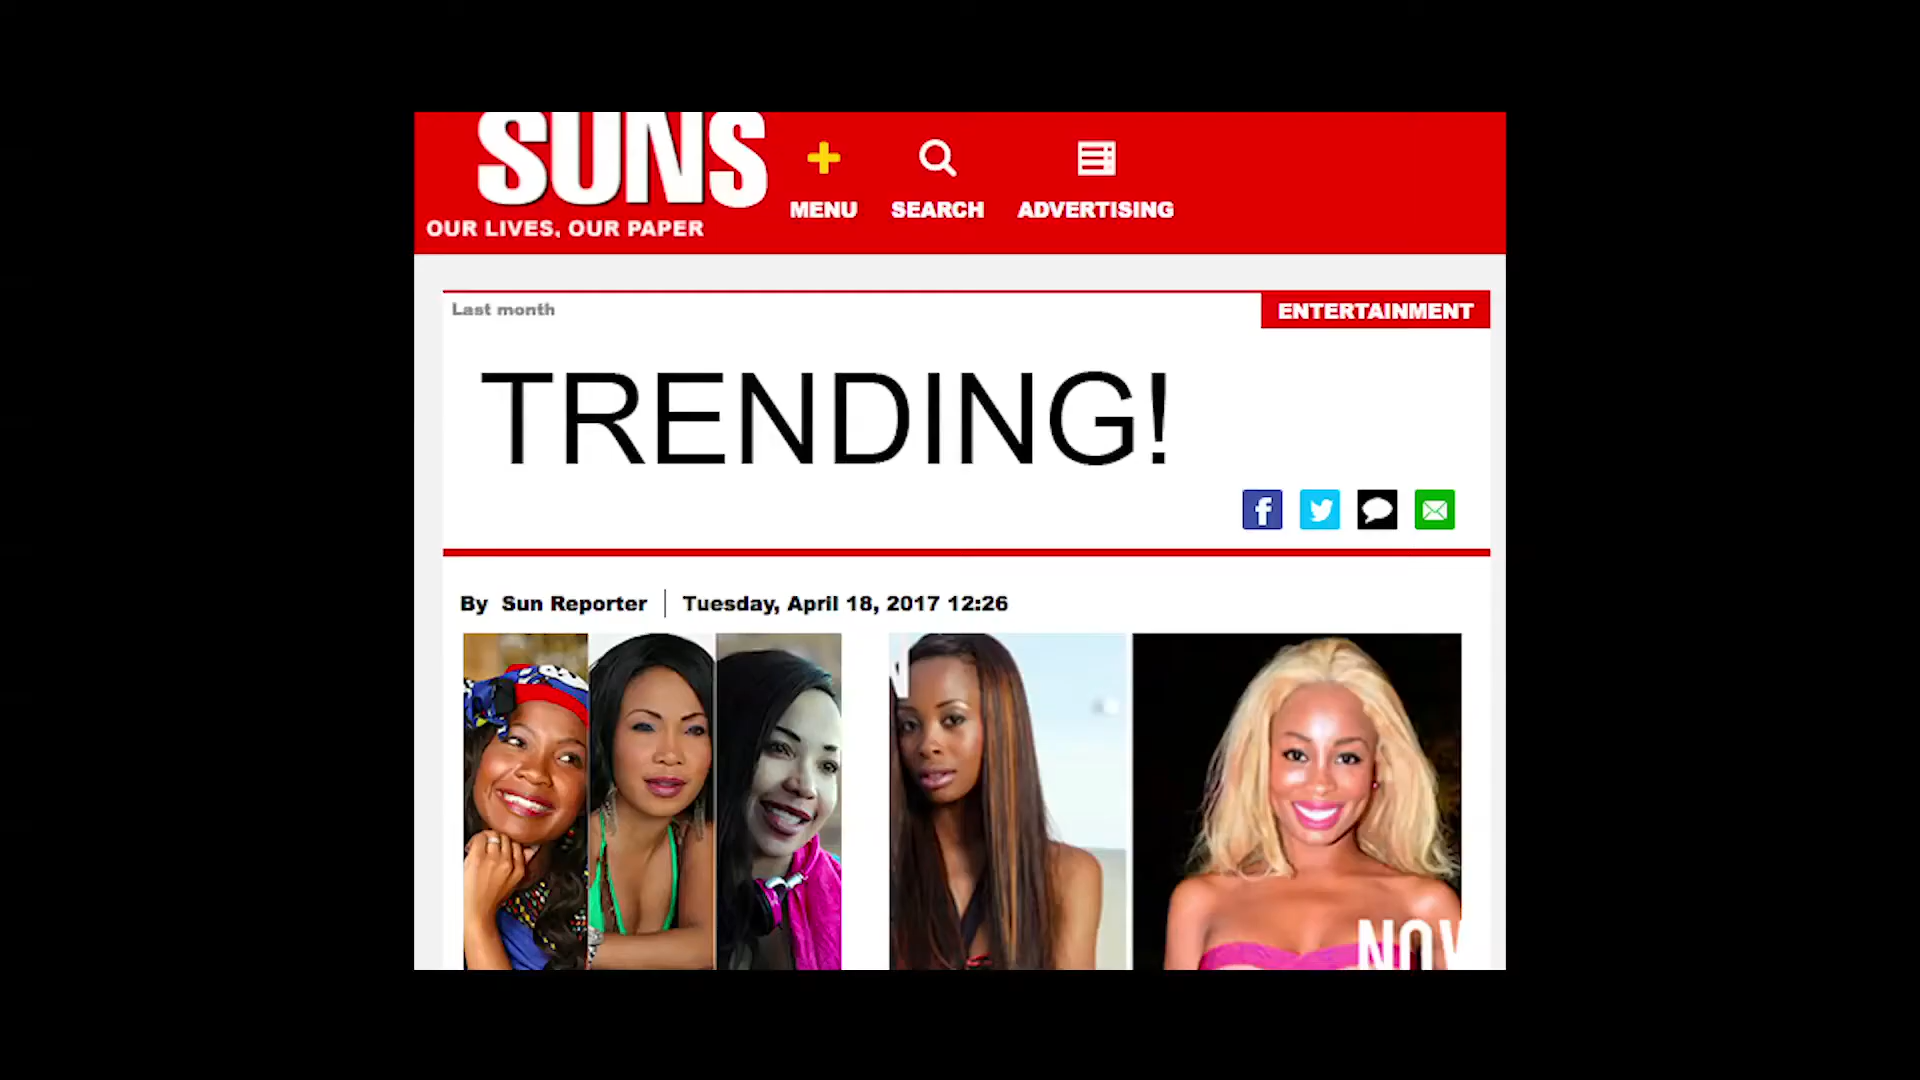 SUNS
OUR LIVES, OUR PAPER
MENU
SEARCH
ADVERTISING
Last month
ENTERTAINMENT
TRENDING!
By Sun Reporter | Tuesday, April 18, 2017 12:26